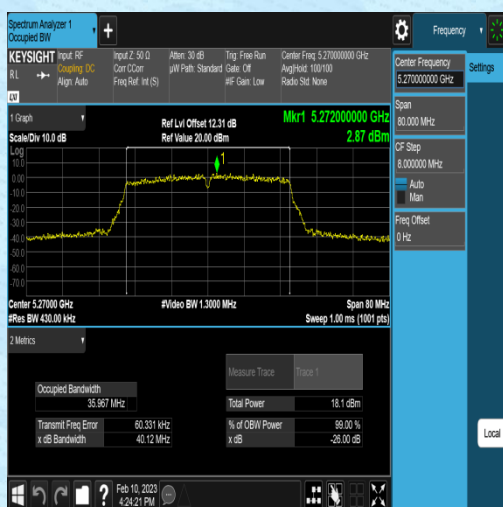 Spectrum Analyzer 1
Occupied BW
KEYSIGHT
RL
LXI
Input: RF
Coupling: DC
Align: Auto
Input Z: 50 Ω
Corr CCorr
Freq Ref: Int (S)
Atten: 30 dB
µW Path: Standard
Trig: Free Run
Gate: Off
#IF Gain: Low
Center Freq: 5.270000000 GHz
Avg|Hold: 100/100
Radio Std: None
1 Graph
Scale/Div 10.0 dB
Ref Lvl Offset 12.31 dB
Ref Value 20.00 dBm
Mkr1 5.272000000 GHz
2.87 dBm
Log
10.0
0.00
-10.0
-20.0
-30.0
-40.0
-50.0
-60.0
-70.0
1
Center 5.27000 GHz
#Res BW 430.00 kHz
#Video BW 1.3000 MHz
Span 80 MHz
Sweep 1.00 ms (1001 pts)
2 Metrics
Measure Trace
Trace 1
Occupied Bandwidth
35.967 MHz
Total Power
18.1 dBm
Transmit Freq Error
60.331 kHz
% of OBW Power
99.00 %
x dB Bandwidth
40.12 MHz
x dB
-26.00 dB
Feb 10, 2023
4:24:21 PM
Frequency
Center Frequency
5.270000000 GHz
Settings
Span
80.000 MHz
CF Step
8.000000 MHz
Auto
Man
Freq Offset
0 Hz
Local